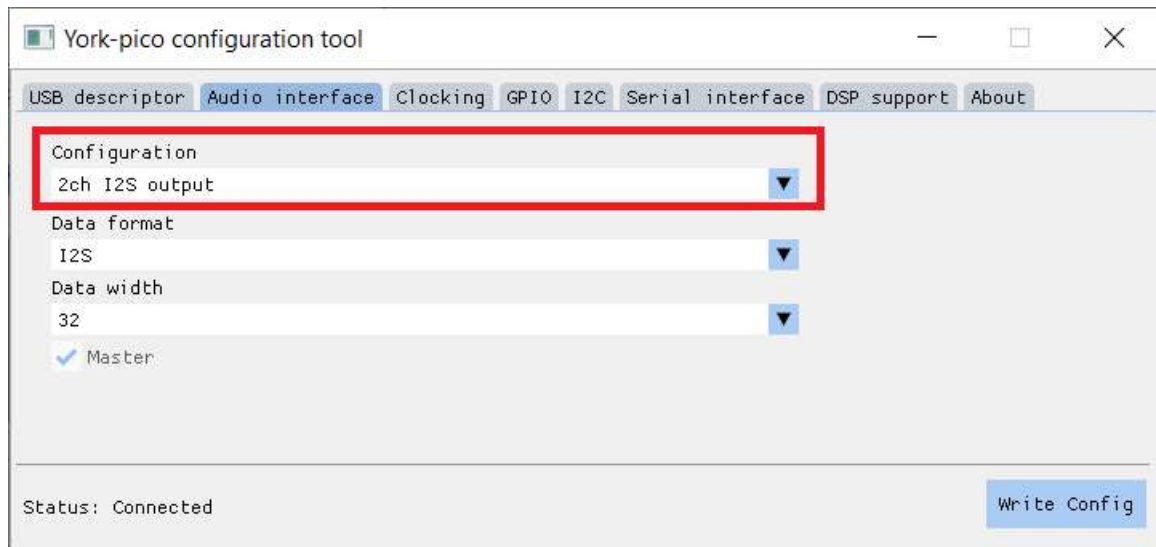 York-pico configuration tool
USB descriptor Audio interface Clocking GPIO I2C Serial interface DSP support About
Configuration
2ch I2S output
Data format
I2S
Data width
32
Master
Status: Connected
Write Config